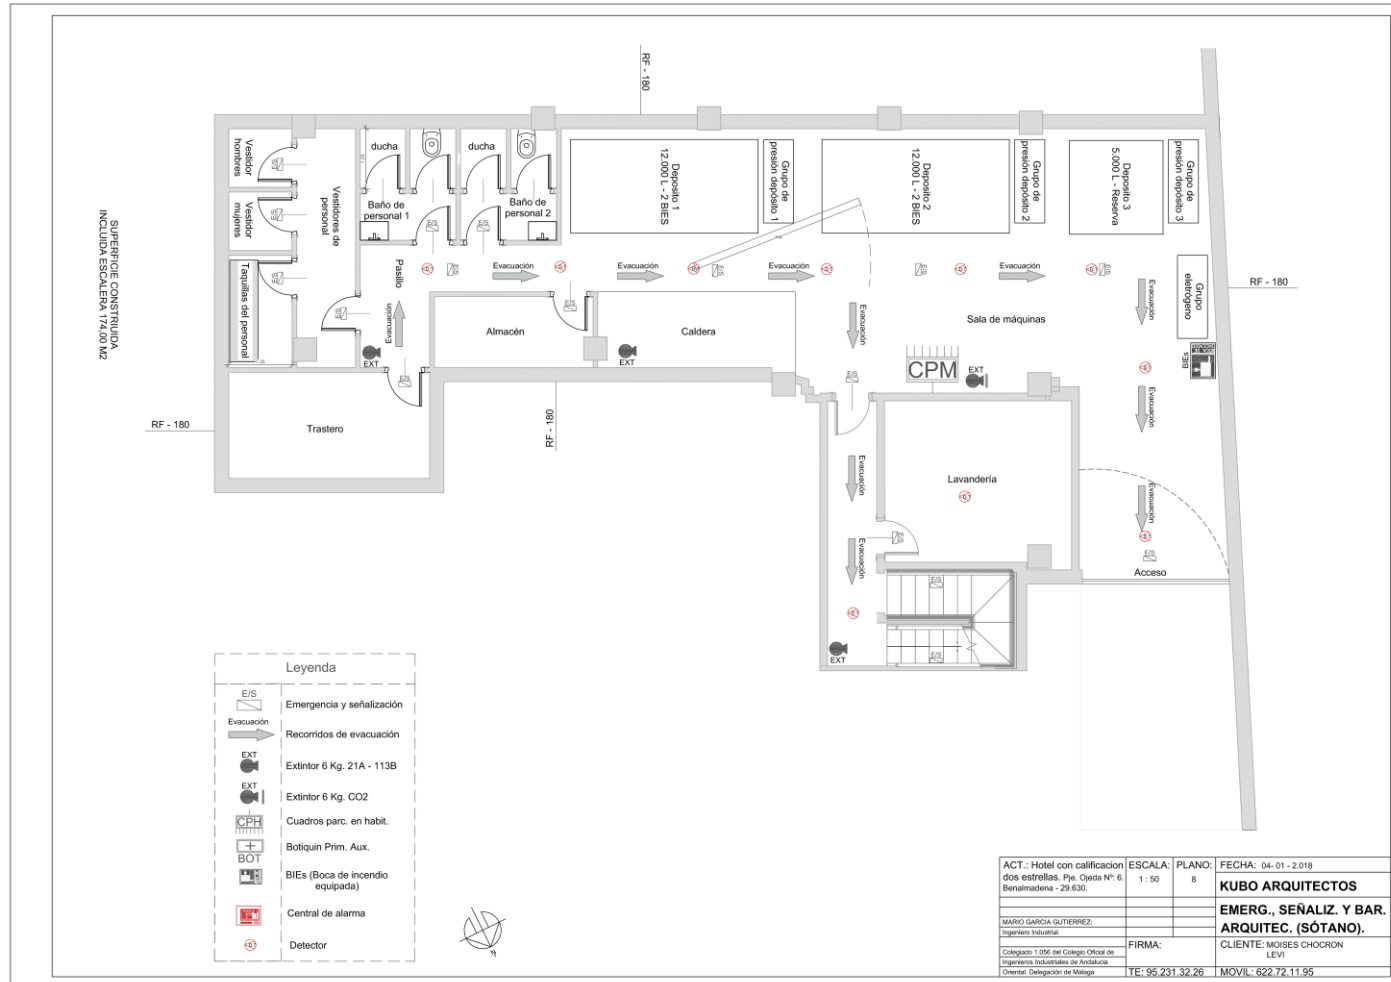 RF - 180
Vestidor
hombres
E/S
Vestidores de
personal
ducha
ducha
Baño de
personal 1
Baño de
personal 2
E/S
E/S
Deposito 1
12.000 L - 2 BIES
Grupo de
presión depósito 1
Deposito 2
12.000 L - 2 BIES
Grupo de
presión depósito 2
Deposito 3
5.000 L - Reserva
Grupo de
presión depósito 3
Vestidor
mujeres
E/S
SUPERFICIE CONSTRIUIDA
INCLUIDA ESCALERA 174,00 M2
Taquillas del personal
E/S
E/S
Pasillo
Evacuación
E/S
Evacuación
Evacuación
E/S
Evacuación
E/S
Evacuación
E/S
Evacuación
Grupo
eletrógeno
RF - 180
E/S
Almacén
Caldera
Evacuación
Sala de máquinas
EXT
EXT
E/S
CPM
EXT
BIEs
E/S
Evacuación
RF - 180
Trastero
RF - 180
Evacuación
Lavandería
Evacuación
E/S
Evacuación
E/S
Acceso
E/S
E/S
EXT
Leyenda
E/S
Emergencia y señalización
Evacuación
Recorridos de evacuación
EXT
Extintor 6 Kg. 21A - 113B
EXT
Extintor 6 Kg. CO2
CPH
Cuadros parc. en habit.
Botiquin Prim. Aux.
BOT
BIEs (Boca de incendio
equipada)
Central de alarma
Detector
N
ACT.: Hotel con calificacion
dos estrellas. Pje. Ojeda Nº: 6.
Benalmadena - 29.630.
ESCALA:
1 : 50
PLANO:
8
FECHA: 04- 01 - 2.018
KUBO ARQUITECTOS
EMERG., SEÑALIZ. Y BAR.
ARQUITEC. (SÓTANO).
MARIO GARCIA GUTIERREZ:
Ingeniero Industrial.
Colegiado 1.056 del Colegio Oficial de
Ingenieros Industriales de Andalucia
Oriental. Delegación de Málaga
FIRMA:
CLIENTE: MOISES CHOCRON
LEVI
TE: 95.231.32.26
MOVIL: 622.72.11.95